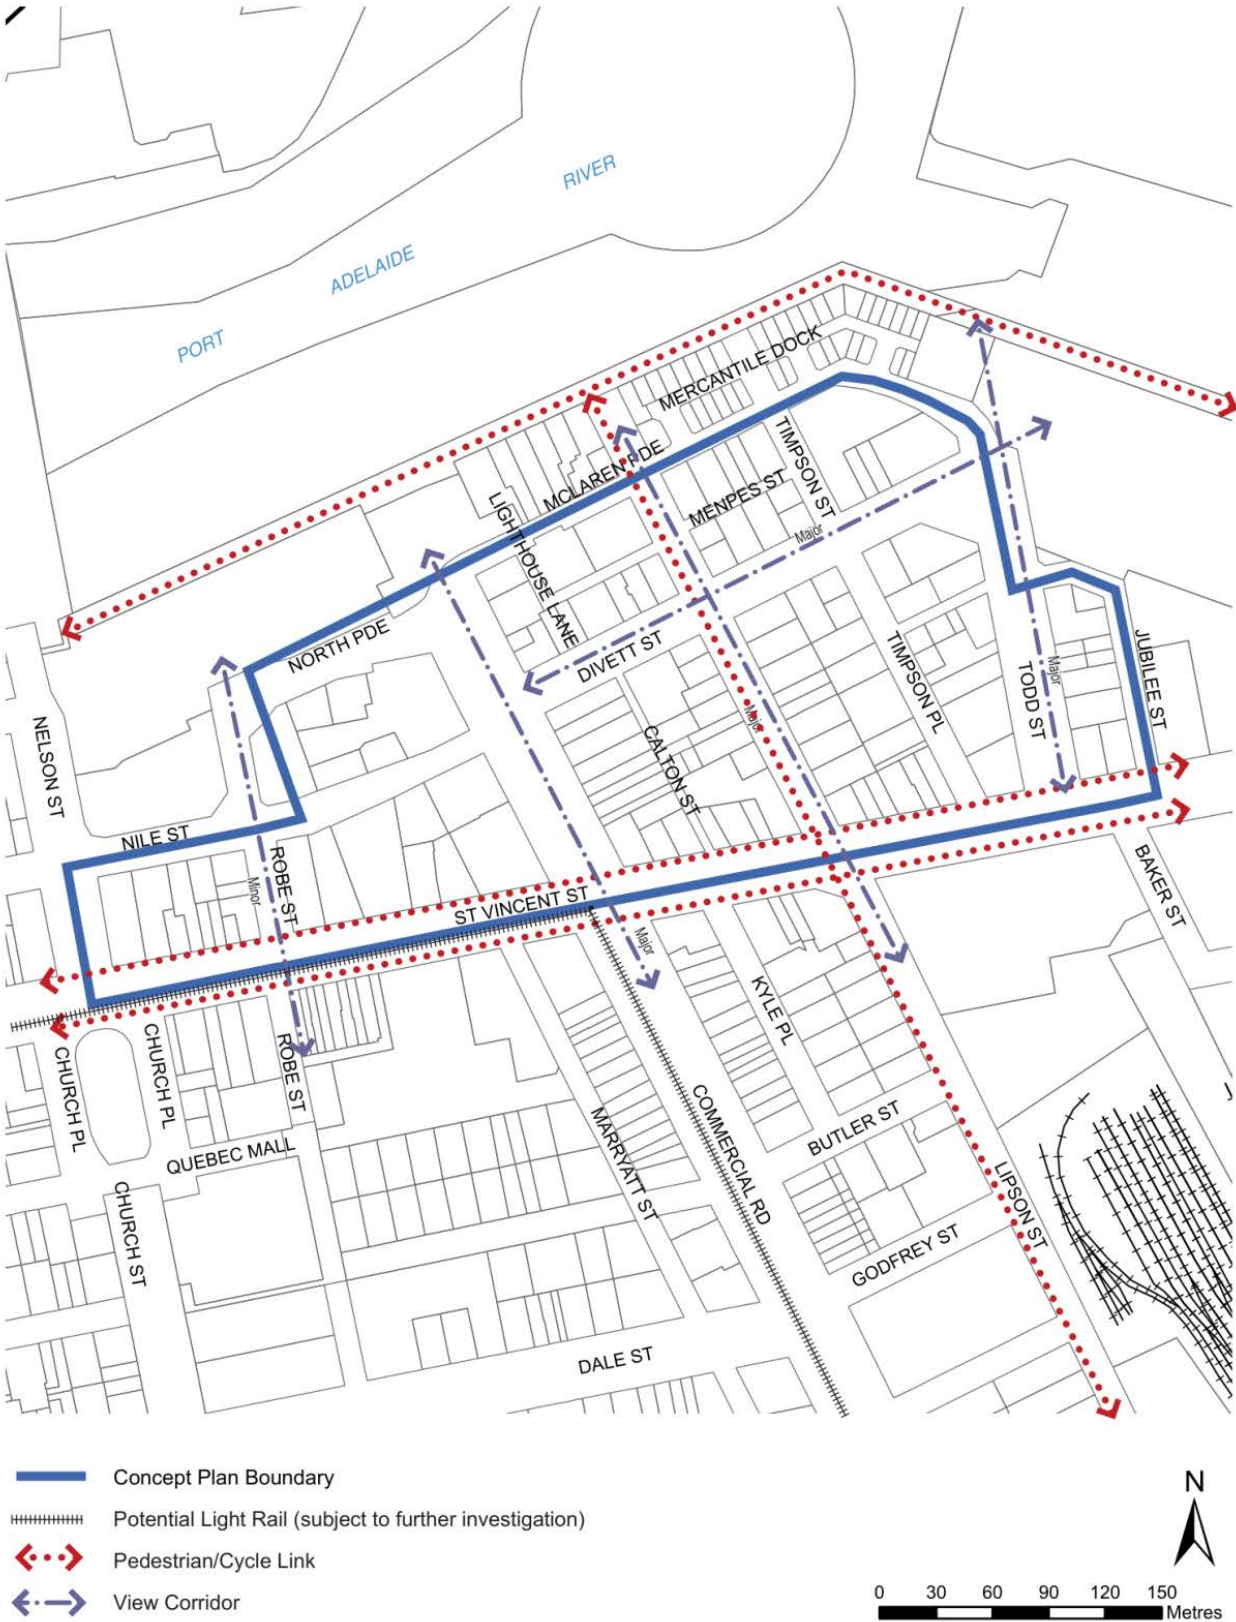 RIVER
ADELAIDE
PORT
MERCANTILE DOCK
MCLAREN PDE
TIMPSON ST
MENPES ST
LIGHTHOUSE LANE
Major
NORTH PDE
DIVETT ST
TIMPSON PL
JUBILEE ST
TODD ST
Major
NELSON ST
CALTON ST
Major
NILE ST
ROBE ST
Minor
ST VINCENT ST
BAKER ST
Major
KYLE PL
CHURCH PL
CHURCH PL
ROBE ST
QUEBEC MALL
MARRYATT ST
COMMERCIAL RD
BUTLER ST
LIPSON ST
CHURCH ST
GODFREY ST
DALE ST
Concept Plan Boundary
Potential Light Rail (subject to further investigation)
Pedestrian/Cycle Link
View Corridor
N
0 30 60 90 120 150
Metres